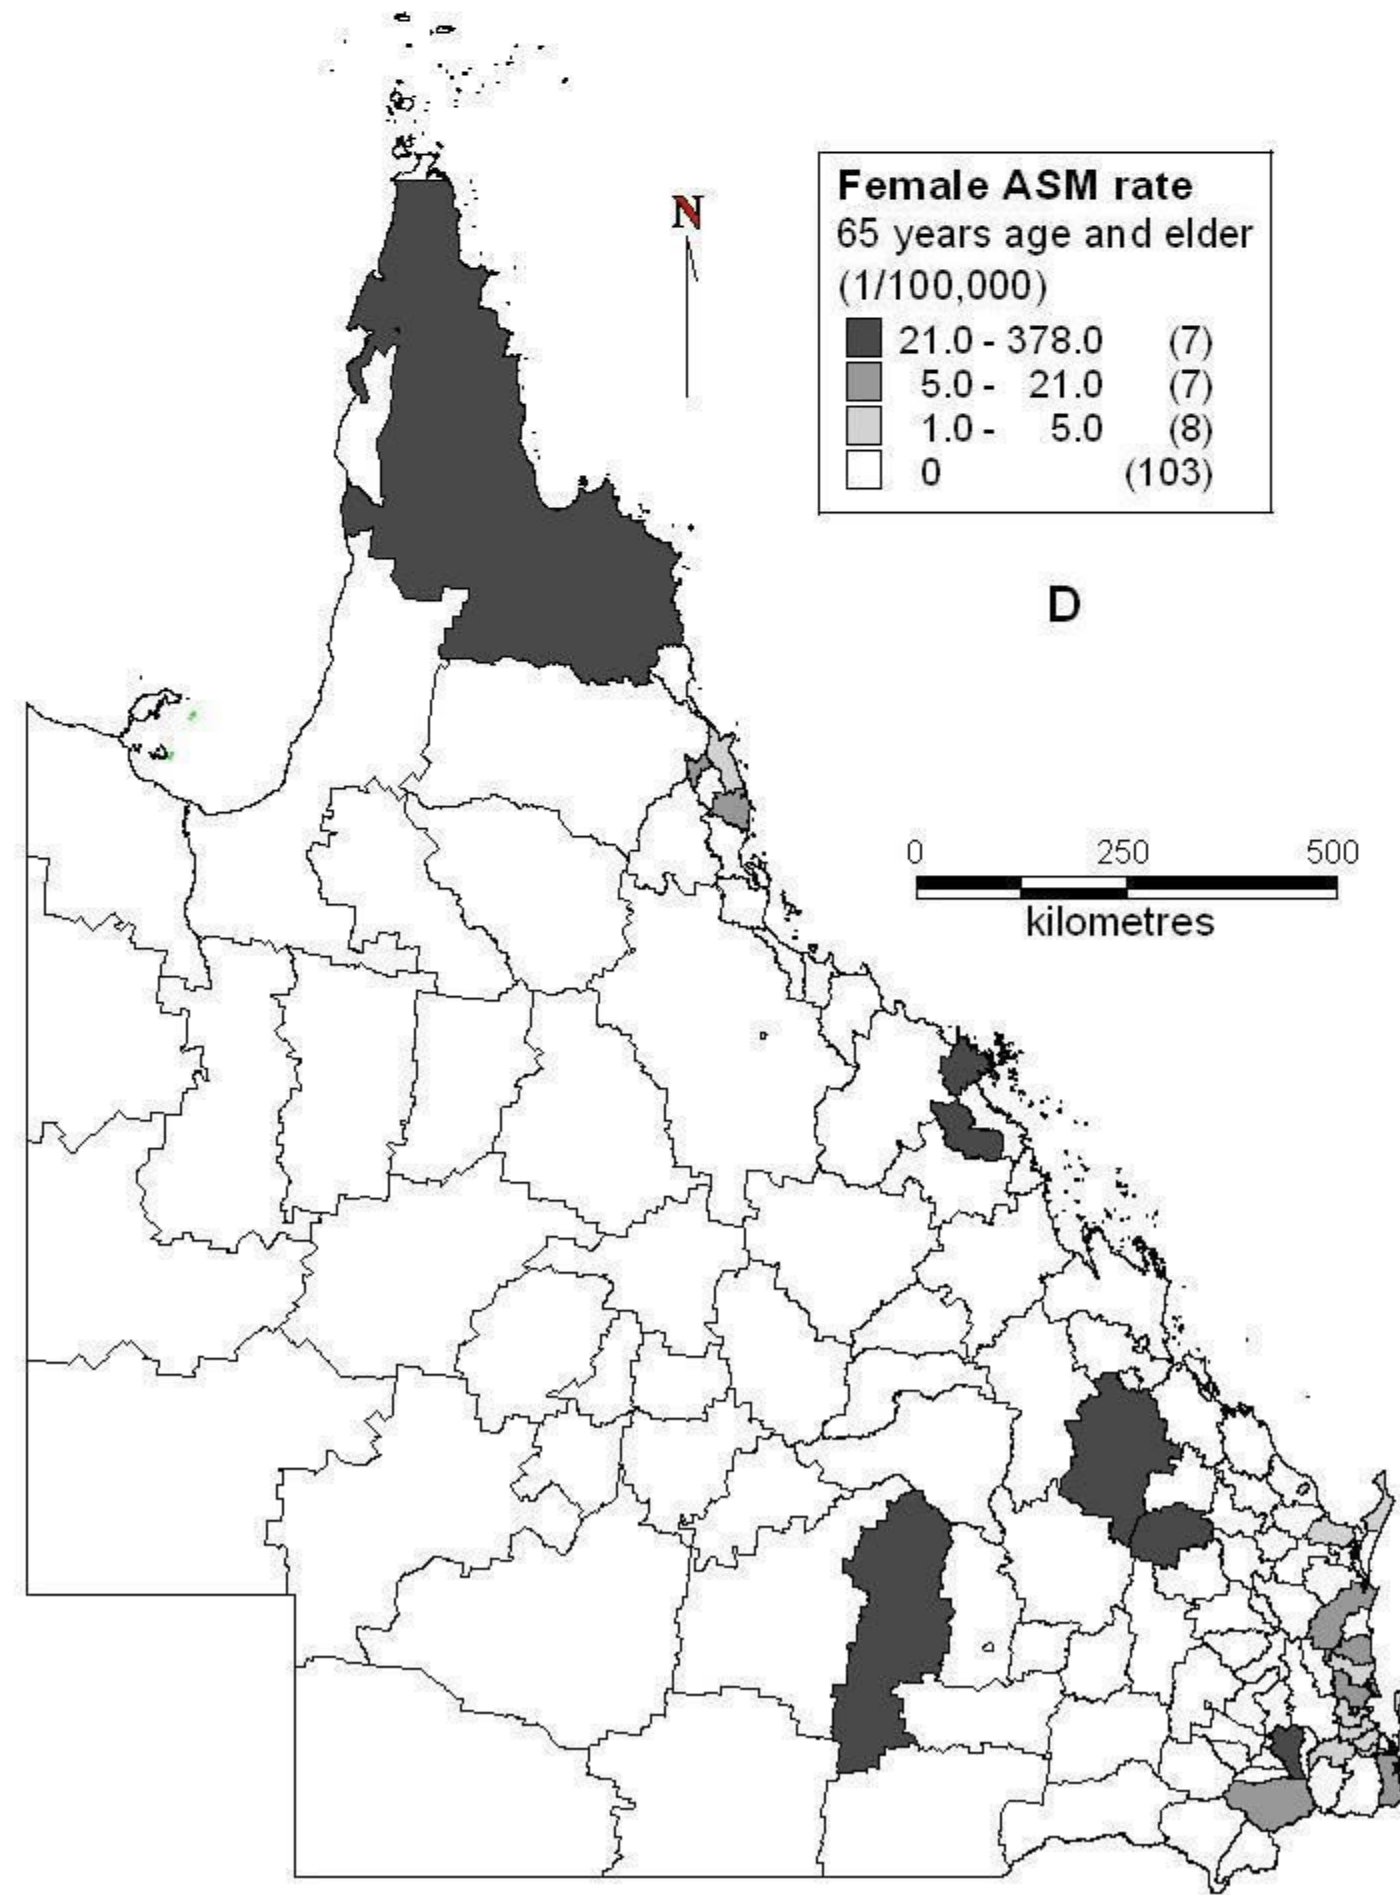 N
Female ASM rate
65 years age and elder
(1/100,000)
21.0 - 378.0 (7)
5.0 - 21.0 (7)
1.0 - 5.0 (8)
0 (103)
D
0 250 500
kilometres